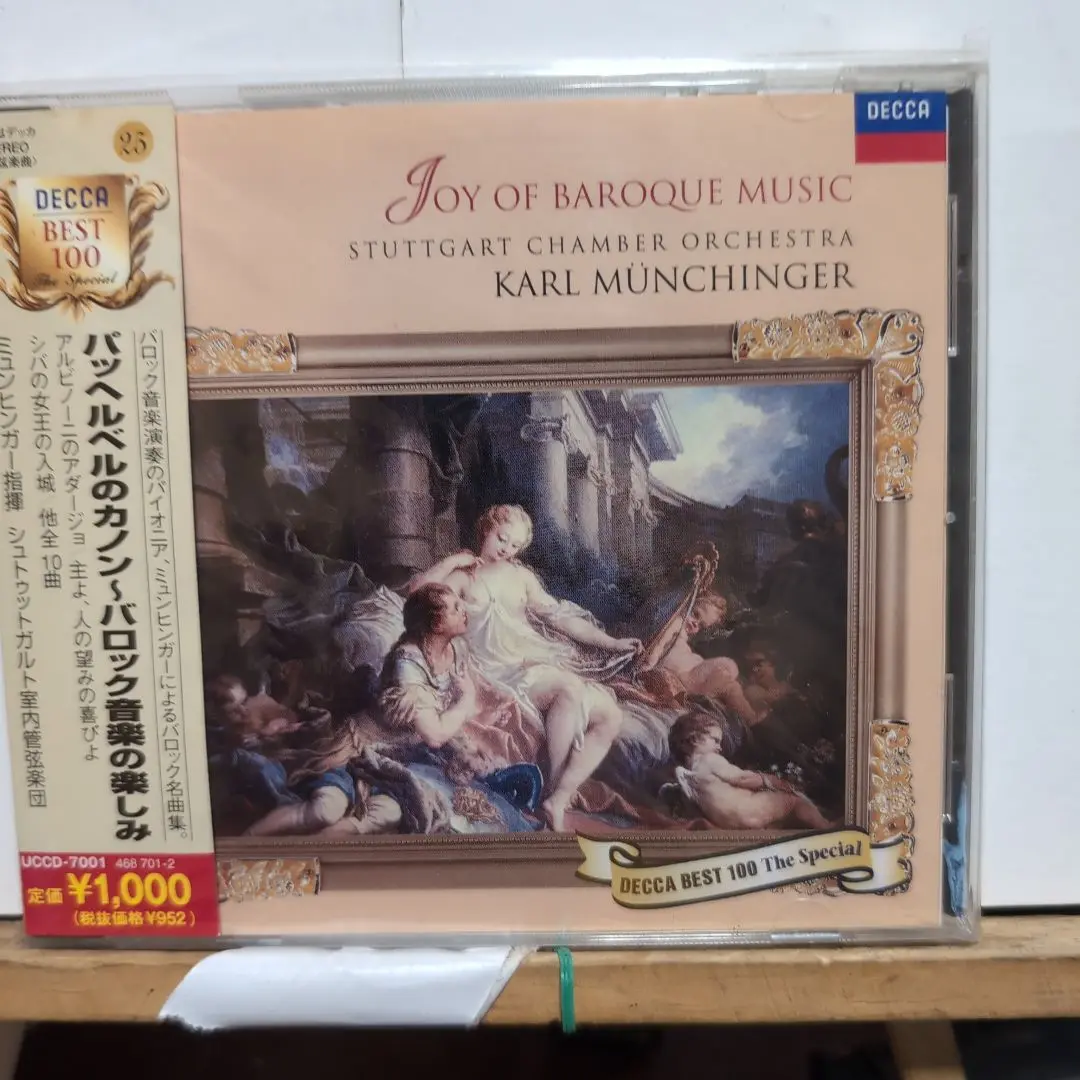 デッカ
25
DECCA
BEST
100
The Special
バロック音楽演奏のパイオニア、ミュンヒンガーによるバロック名曲集。
パッヘルベルのカノン～バロック音楽の楽しみ
アルビノーニのアダージョ 主よ、人の望みの喜びよ
シバの女王の入城 他全10曲
ミュンヒンガー指揮 シュトゥットガルト室内管弦楽団
UCCD-7001 468 701-2
定価¥1,000
(税抜価格¥952)
DECCA
JOY OF BAROQUE MUSIC
STUTTGART CHAMBER ORCHESTRA
KARL MÜNCHINGER
DECCA BEST 100 The Special